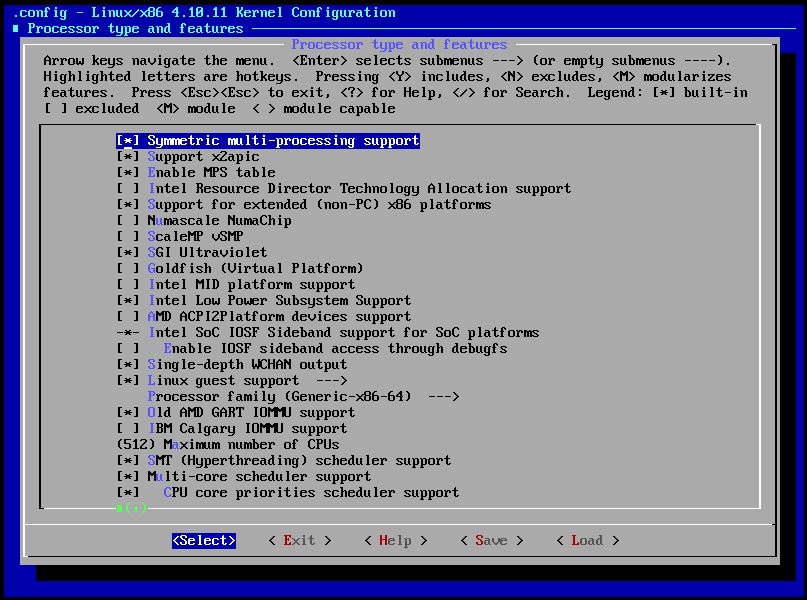 .config - Linux/x86 4.10.11 Kernel Configuration
Processor type and features
Processor type and features
Arrow keys navigate the menu.  <Enter> selects submenus ---> (or empty submenus ----).
Highlighted letters are hotkeys.  Pressing <Y> includes, <N> excludes, <M> modularizes
features.  Press <Esc><Esc> to exit, <?> for Help, </> for Search.  Legend: [*] built-in
[ ] excluded  <M> module  < > module capable
[*] Symmetric multi-processing support
[*] Support x2apic
[*] Enable MPS table
[ ] Intel Resource Director Technology Allocation support
[*] Support for extended (non-PC) x86 platforms
[ ] Numascale NumaChip
[ ] ScaleMP vSMP
[*] SGI Ultraviolet
[ ] Goldfish (Virtual Platform)
[ ] Intel MID platform support
[*] Intel Low Power Subsystem Support
[ ] AMD ACPI2Platform devices support
-*- Intel SoC IOSF Sideband support for SoC platforms
[ ]   Enable IOSF sideband access through debugfs
[*] Single-depth WCHAN output
[*] Linux guest support  --->
Processor family (Generic-x86-64)  --->
[*] Old AMD GART IOMMU support
[ ] IBM Calgary IOMMU support
(512) Maximum number of CPUs
[*] SMT (Hyperthreading) scheduler support
[*] Multi-core scheduler support
[*]   CPU core priorities scheduler support
(+)
<Select>    < Exit >    < Help >    < Save >    < Load >